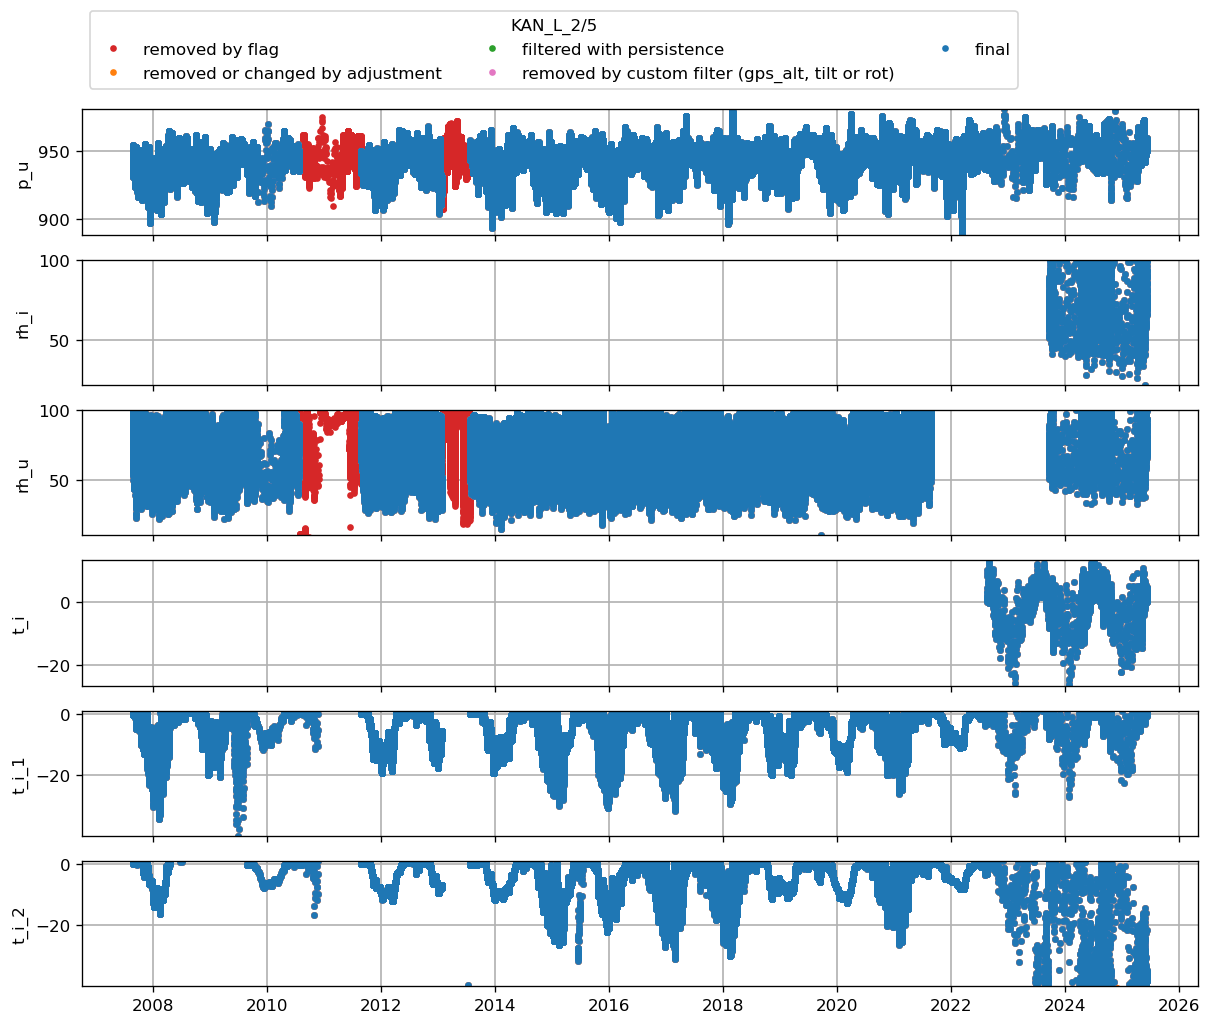 KAN_L_2/5
removed by flag
filtered with persistence
final
removed or changed by adjustment
removed by custom filter (gps_alt, tilt or rot)
950
900
p_u
100
50
rh_i
100
50
rh_u
0
−20
t_i
0
−20
t_i_1
0
−20
t_i_2
2008 2010 2012 2014 2016 2018 2020 2022 2024 2026